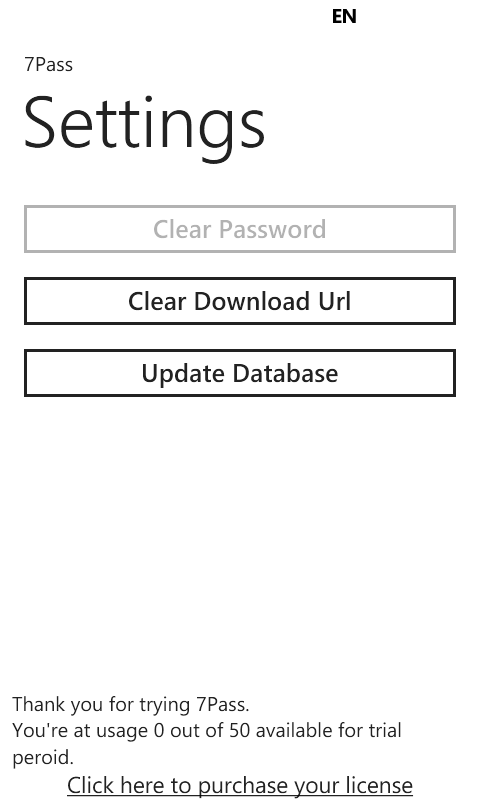 EN
7Pass
Settings
Clear Password
Clear Download Url
Update Database
Thank you for trying 7Pass.
You're at usage 0 out of 50 available for trial
peroid.
Click here to purchase your license